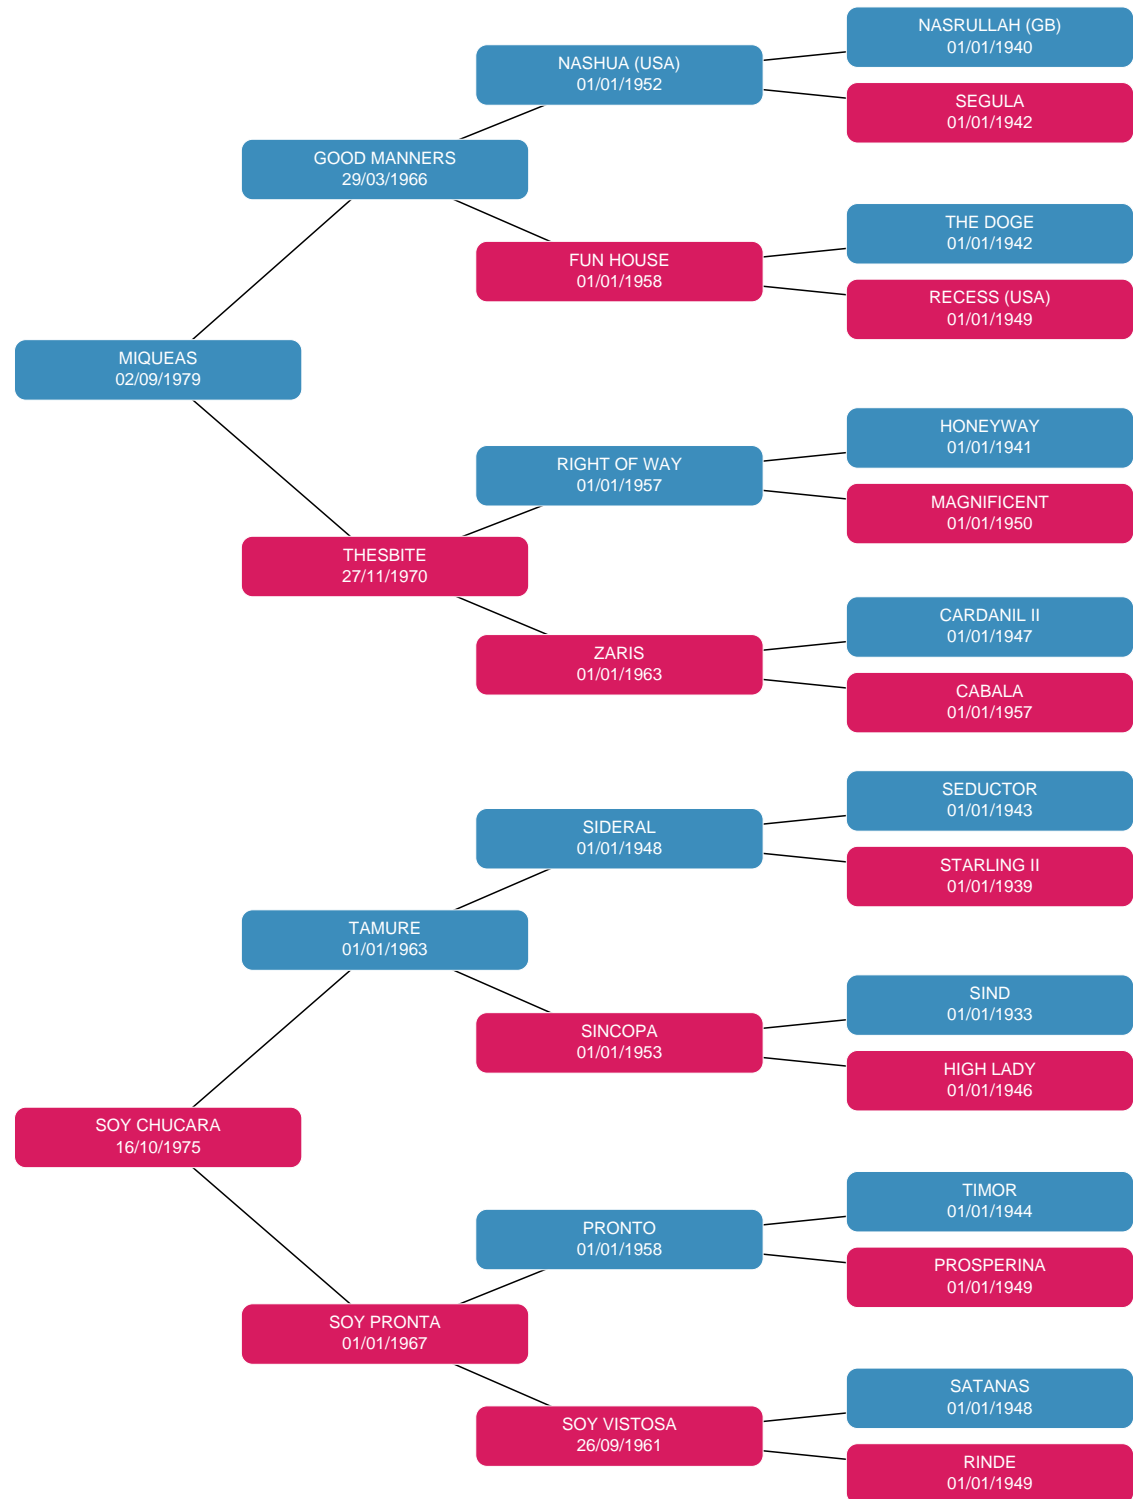 NASRULLAH (GB)
01/01/1940
NASHUA (USA)
01/01/1952
SEGULA
01/01/1942
GOOD MANNERS
29/03/1966
THE DOGE
01/01/1942
FUN HOUSE
01/01/1958
RECESS (USA)
01/01/1949
MIQUEAS
02/09/1979
HONEYWAY
01/01/1941
RIGHT OF WAY
01/01/1957
MAGNIFICENT
01/01/1950
THESBITE
27/11/1970
CARDANIL II
01/01/1947
ZARIS
01/01/1963
CABALA
01/01/1957
SEDUCTOR
01/01/1943
SIDERAL
01/01/1948
STARLING II
01/01/1939
TAMURE
01/01/1963
SIND
01/01/1933
SINCOPA
01/01/1953
HIGH LADY
01/01/1946
SOY CHUCARA
16/10/1975
TIMOR
01/01/1944
PRONTO
01/01/1958
PROSPERINA
01/01/1949
SOY PRONTA
01/01/1967
SATANAS
01/01/1948
SOY VISTOSA
26/09/1961
RINDE
01/01/1949